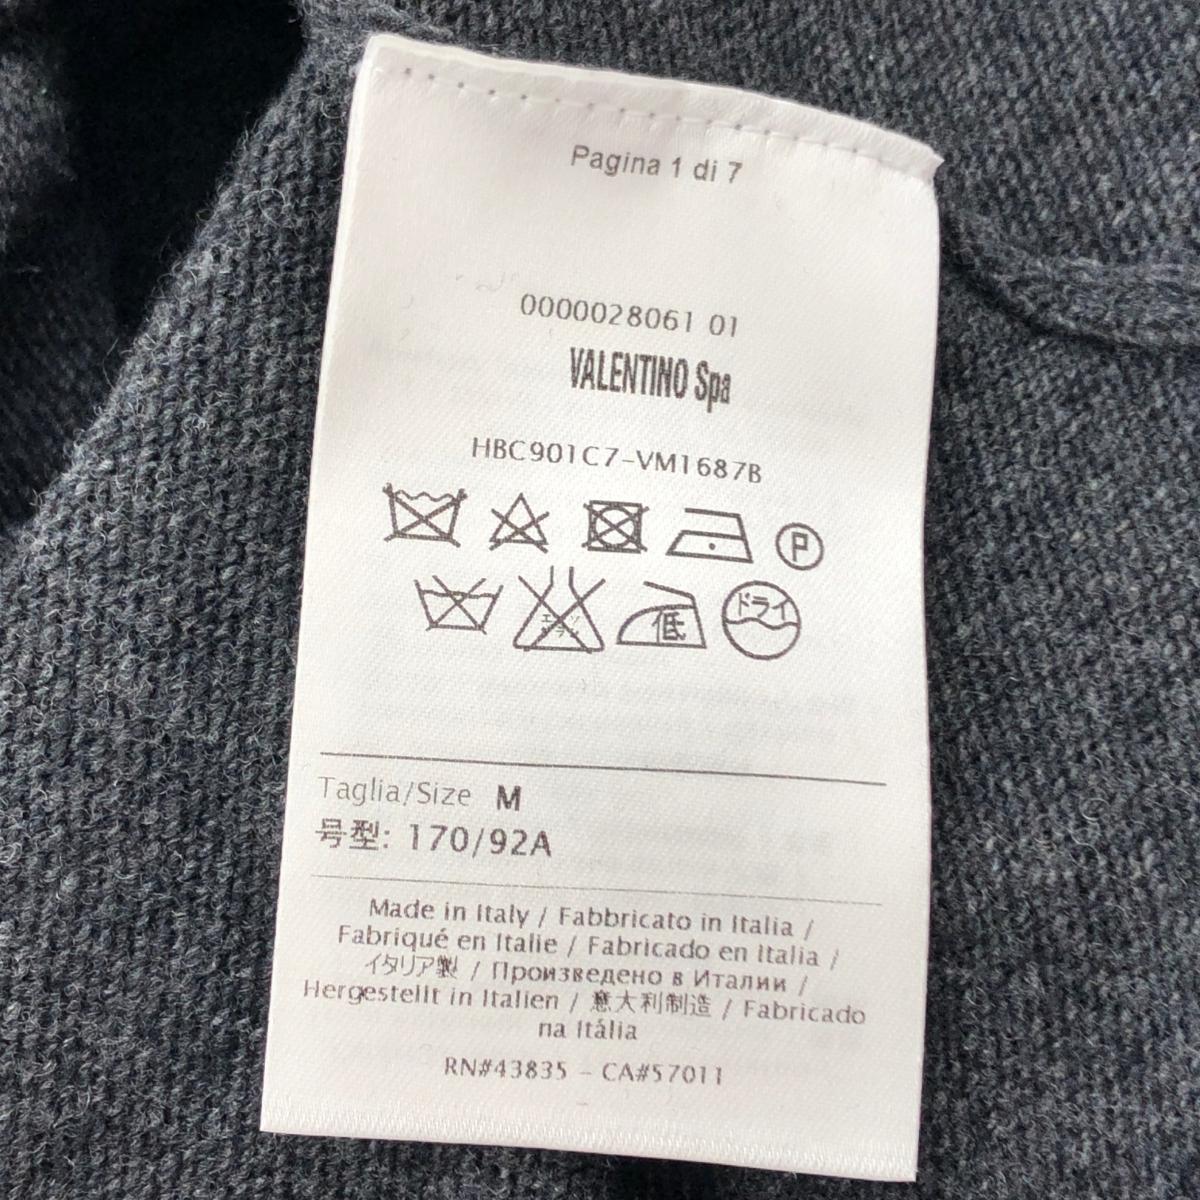 Pagina 1 di 7
0000028061 01
VALENTINO Spa
HBC901C7-VM1687B
P
低 ドライ
Taglia/Size M
号型: 170/92A
Made in Italy / Fabbricato in Italia /
Fabriqué en Italie / Fabricado en Italia /
イタリア製 / Произведено в Италии /
Hergestellt in Italien / 意大利制造 / Fabricado
na Itália
RN#43835 - CA#57011